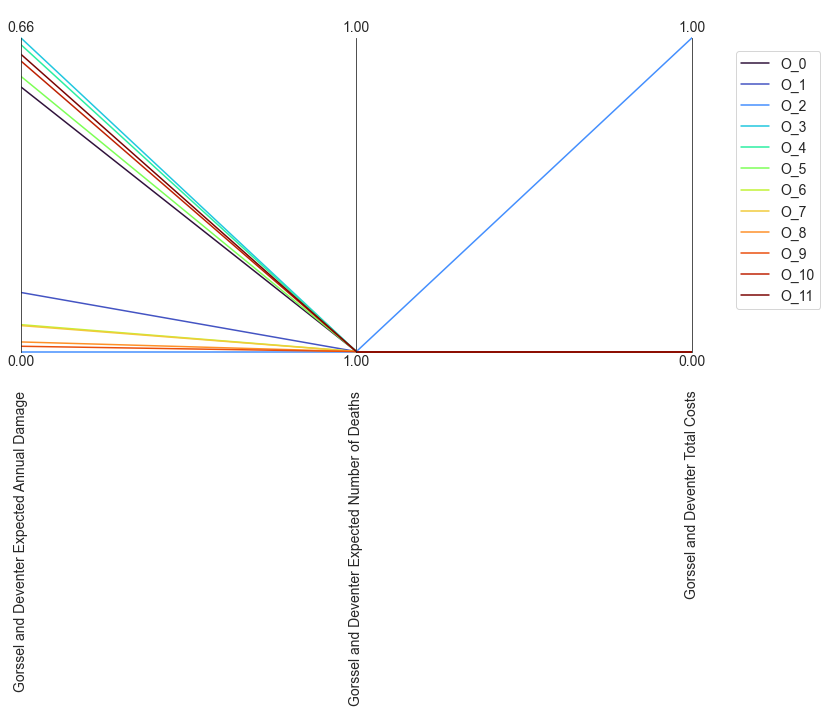 0.66
1.00
1.00
O_0
O_1
O_2
O_3
O_4
O_5
O_6
O_7
O_8
O_9
O_10
O_11
0.00
1.00
0.00
Gorssel and Deventer Expected Annual Damage
Gorssel and Deventer Expected Number of Deaths
Gorssel and Deventer Total Costs